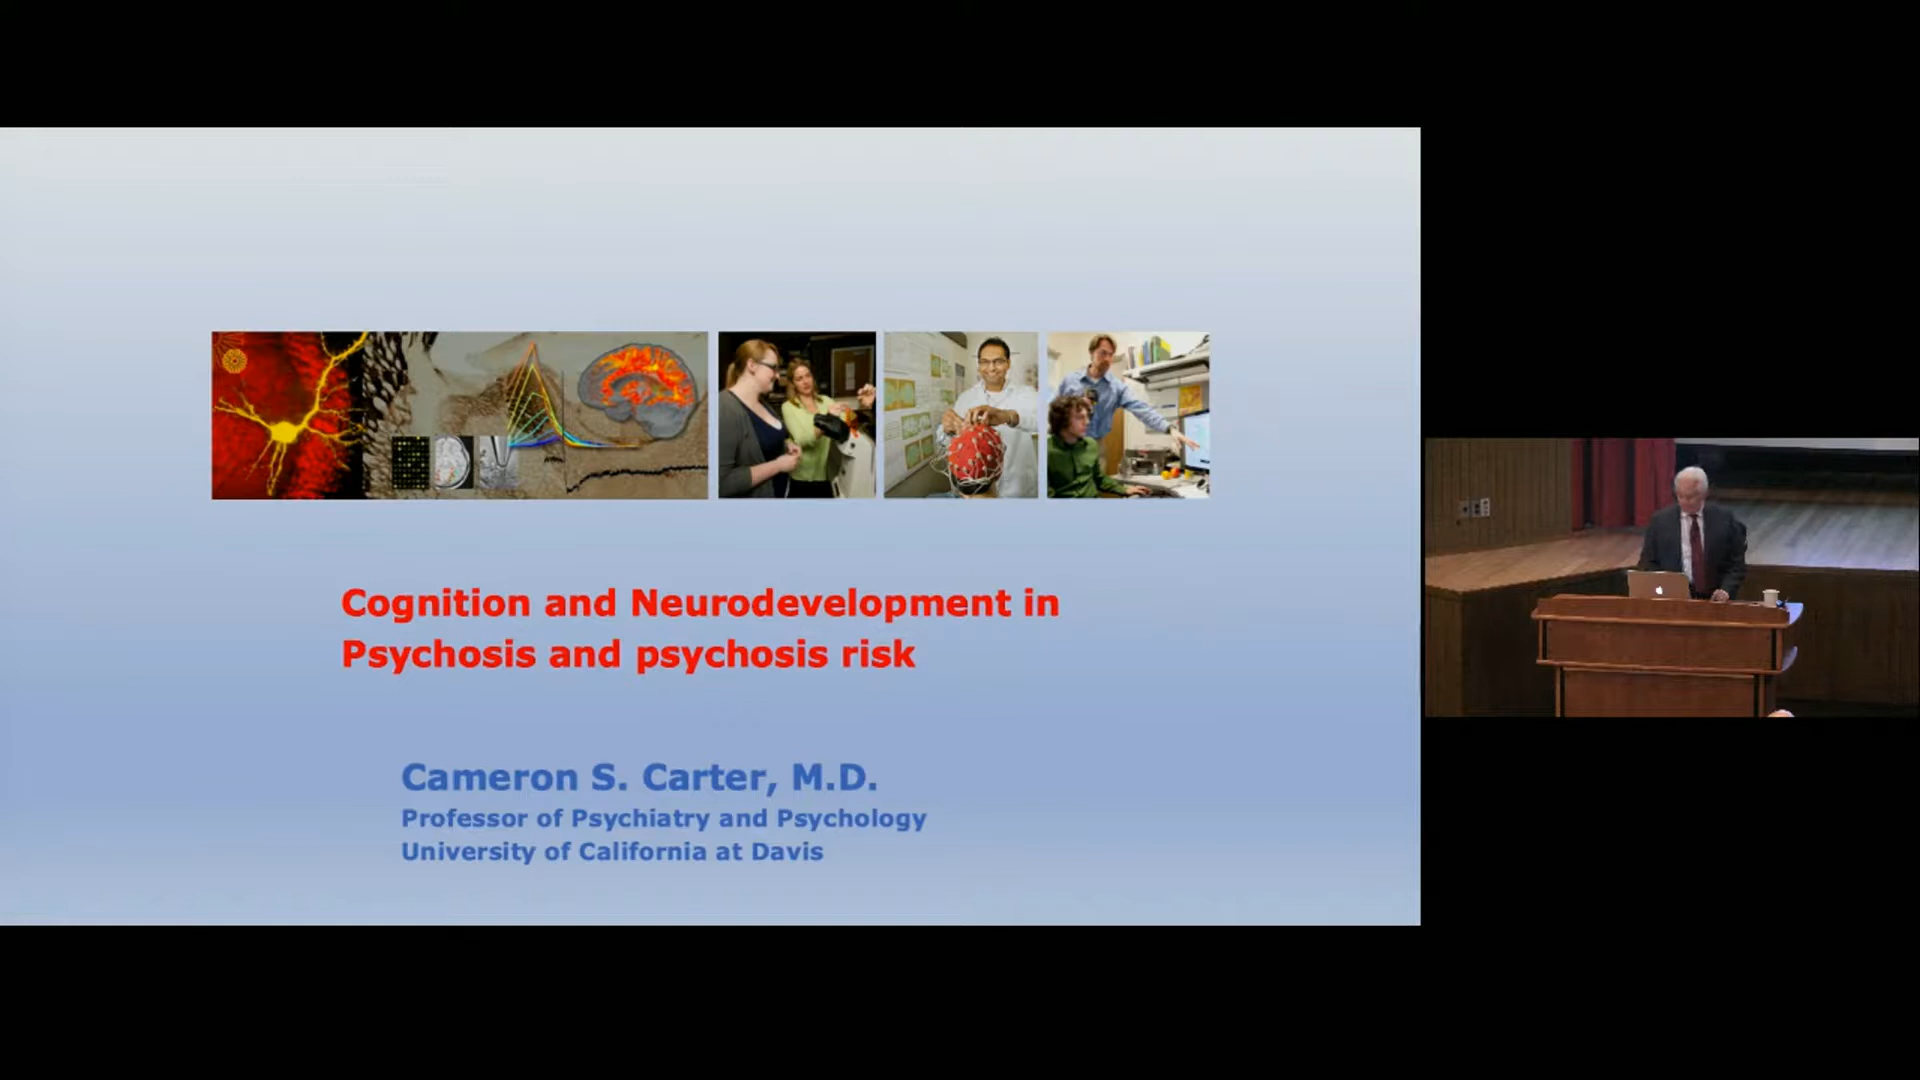 Cognition and Neurodevelopment in
Psychosis and psychosis risk
Cameron S. Carter, M.D.
Professor of Psychiatry and Psychology
University of California at Davis